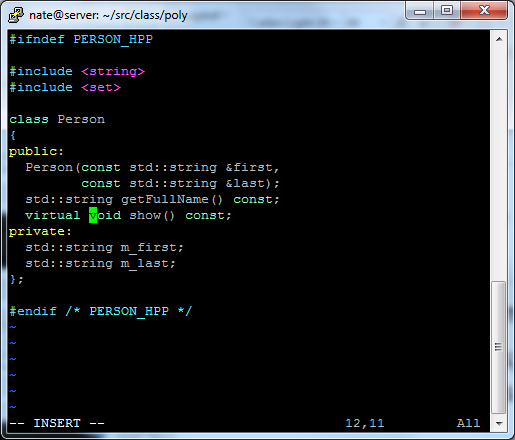 nate@server: ~/src/class/poly
#ifndef PERSON_HPP
#include <string>
#include <set>
class Person
{
public:
  Person(const std::string &first,
         const std::string &last);
  std::string getFullName() const;
  virtual void show() const;
private:
  std::string m_first;
  std::string m_last;
};
#endif /* PERSON_HPP */
~
~
~
~
~
-- INSERT -- 12,11 All